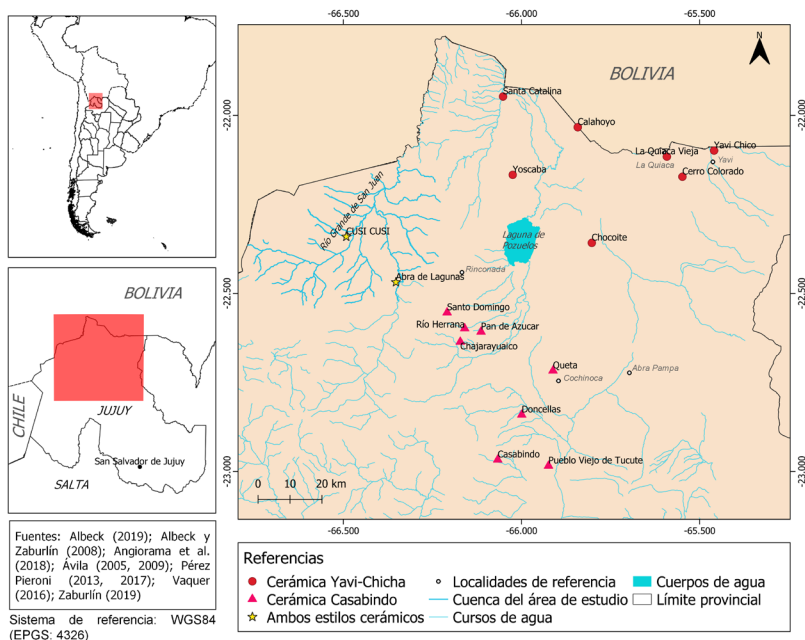 -66.500
-66.000
-65.500
N
BOLIVIA
Santa Catalina
-22.000
-22.000
Calahoyo
La Quiaca Vieja
Yavi Chico
La Quiaca
Yavi
Yoscaba
Cerro Colorado
Río Grande de San Juan
CUSI CUSI
Laguna de
Pozuelos
Chocoite
Abra de Lagunas
Rinconada
-22.500
-22.500
Santo Domingo
Río Herrana
Pan de Azucar
Chajarayuaico
Queta
Cochinoca
Abra Pampa
Doncellas
Casabindo
Pueblo Viejo de Tucute
-23.000
-23.000
0 10 20 km
-66.500
-66.000
-65.500
BOLIVIA
CHILE
JUJUY
San Salvador de Jujuy
SALTA
Fuentes: Albeck (2019); Albeck y
Zaburlín (2008); Angiorama et al.
(2018); Ávila (2005, 2009); Pérez
Pieroni (2013, 2017); Vaquer
(2016); Zaburlín (2019)
Sistema de referencia: WGS84
(EPGS: 4326)
Referencias
Cerámica Yavi-Chicha
Localidades de referencia
Cuerpos de agua
Cerámica Casabindo
Cuenca del área de estudio
Límite provincial
Ambos estilos cerámicos
Cursos de agua